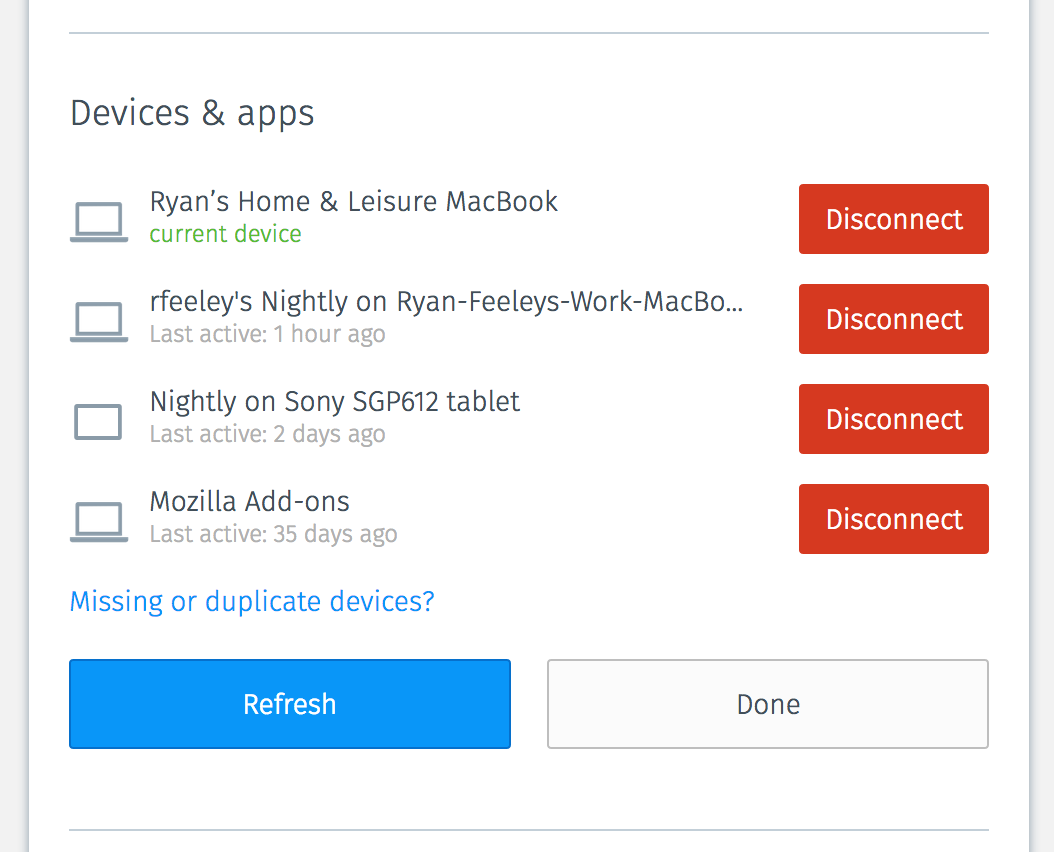 Devices & apps
Ryan’s Home & Leisure MacBook
Disconnect
current device
rfeeley's Nightly on Ryan-Feeleys-Work-MacBo...
Disconnect
Last active: 1 hour ago
Nightly on Sony SGP612 tablet
Disconnect
Last active: 2 days ago
Mozilla Add-ons
Disconnect
Last active: 35 days ago
Missing or duplicate devices?
Refresh
Done